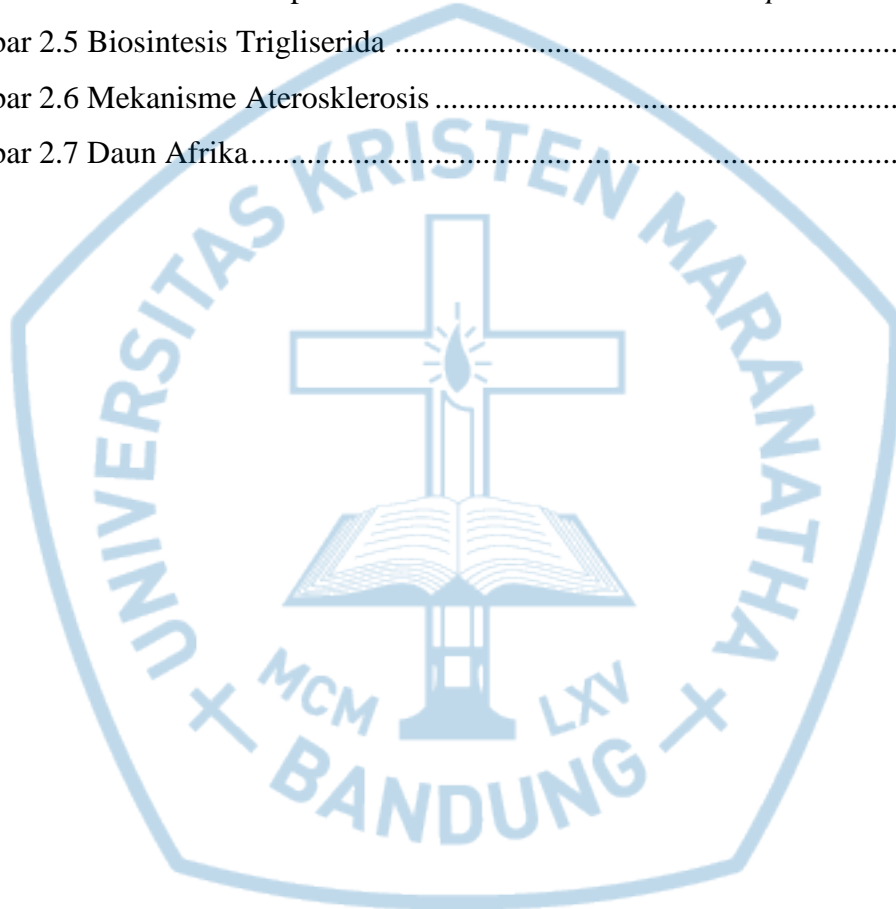 bar 2.5 Biosintesis Trigliserida ....................................................................
bar 2.6 Mekanisme Aterosklerosis ..............................................................
bar 2.7 Daun Afrika.......................................................................................
UNIVERSITAS KRISTEN MARANATHA
MCM LXV
BANDUNG